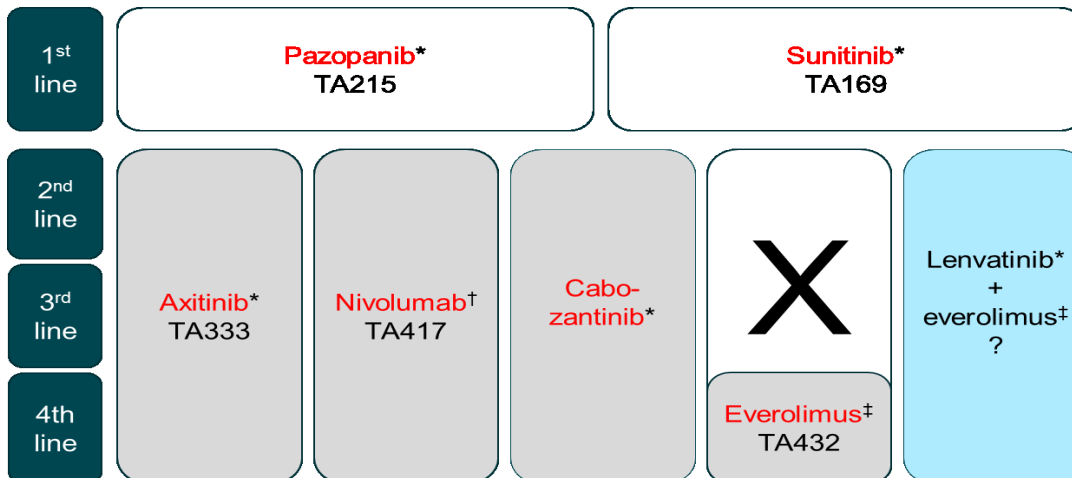 1st
line
Pazopanib*
TA215
Sunitinib*
TA169
2nd
line
3rd
line
4th
line
Axitinib*
TA333
Nivolumab†
TA417
Cabo-
zantinib*
X
Everolimus‡
TA432
Lenvatinib*
+
everolimus‡
?